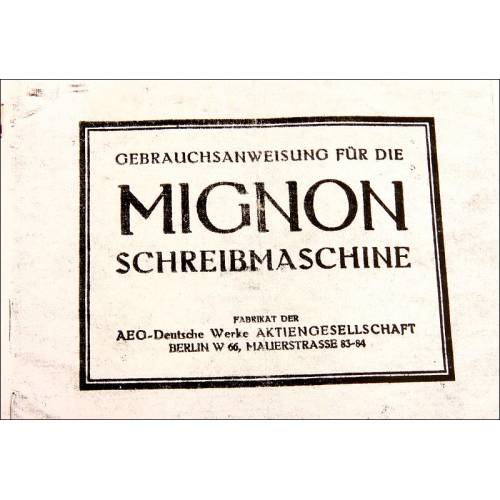 GEBRAUCHSANWEISUNG FÜR DIE
MIGNON
SCHREIBMASCHINE
FABRIKAT DER
AEG-Deutsche Werke AKTIENGESELLSCHAFT
BERLIN W 66, MAUERSTRASSE 83-84